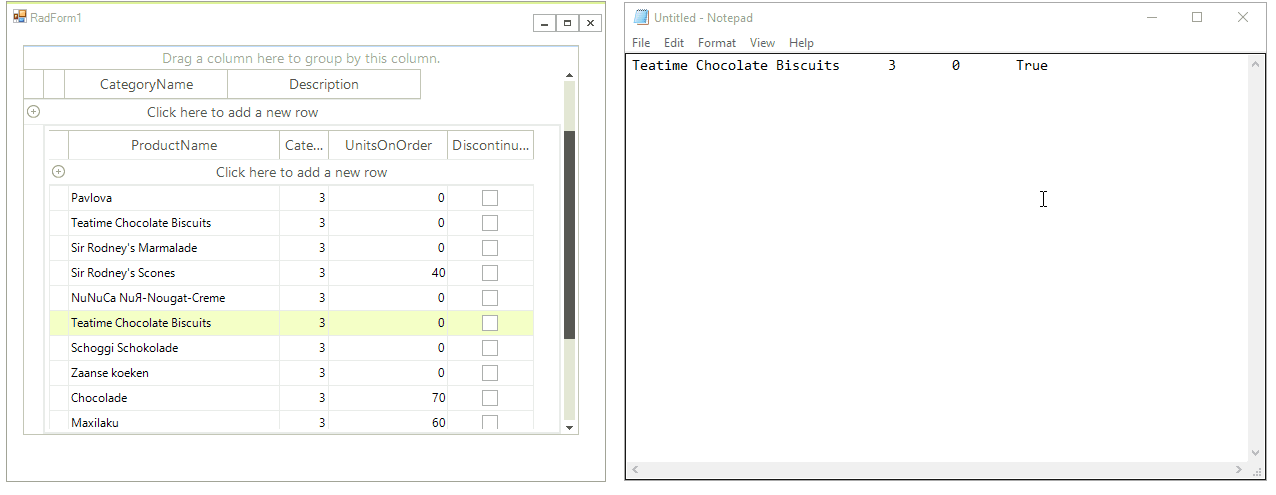 RadForm1
Drag a column here to group by this column.
CategoryName Description
Click here to add a new row
ProductName Cate... UnitsOnOrder Discontinu...
Click here to add a new row
Pavlova 3 0
Teatime Chocolate Biscuits 3 0
Sir Rodney's Marmalade 3 0
Sir Rodney's Scones 3 40
NuNuCa NuЯ-Nougat-Creme 3 0
Teatime Chocolate Biscuits 3 0
Schoggi Schokolade 3 0
Zaanse koeken 3 0
Chocolade 3 70
Maxilaku 3 60
Untitled - Notepad
File Edit Format View Help
Teatime Chocolate Biscuits 3 0 True